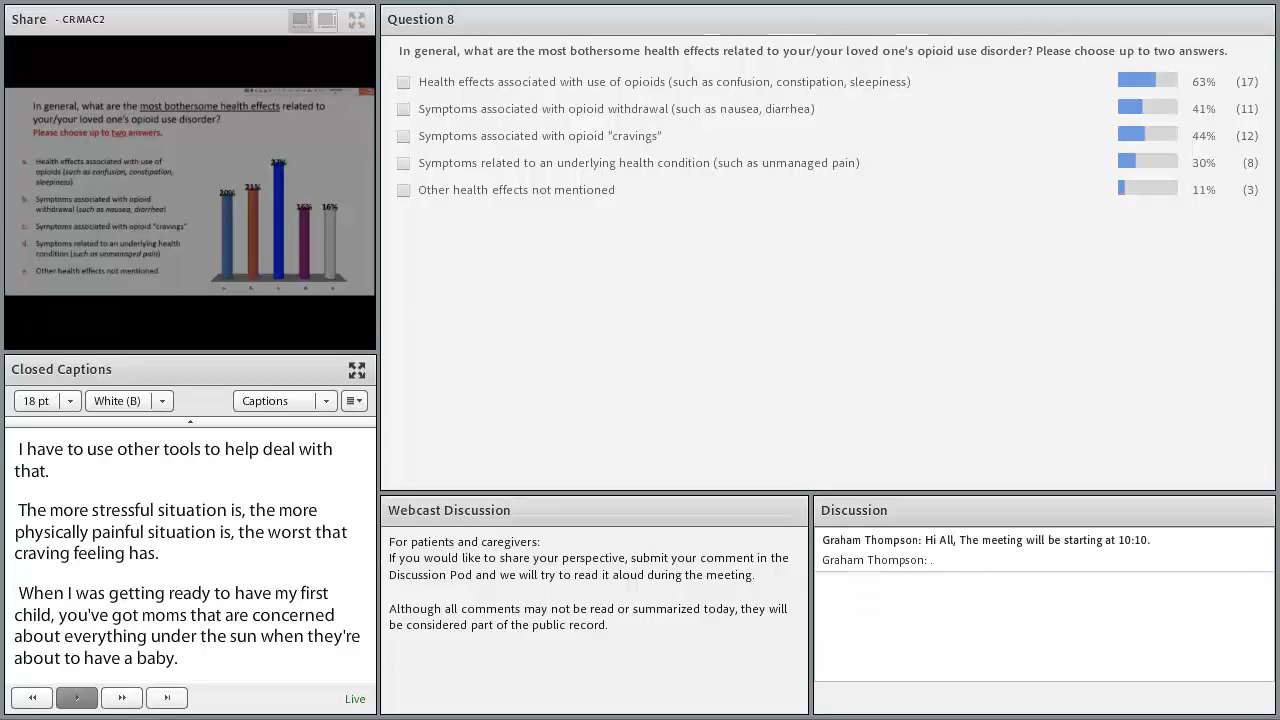 Share - CRMAC2
In general, what are the most bothersome health effects related to
your/your loved one's opioid use disorder?
Please choose up to two answers.
a. Health effects associated with use of
opioids (such as confusion, constipation,
sleepiness)
b. Symptoms associated with opioid
withdrawal (such as nausea, diarrhea)
c. Symptoms associated with opioid "cravings"
d. Symptoms related to an underlying health
condition (such as unmanaged pain)
e. Other health effects not mentioned
20% 21% 27% 16% 16%
a. b. c. d. e.
Closed Captions
18 pt White (B) Captions
I have to use other tools to help deal with
that.
The more stressful situation is, the more
physically painful situation is, the worst that
craving feeling has.
When I was getting ready to have my first
child, you've got moms that are concerned
about everything under the sun when they're
about to have a baby.
Live
Question 8
In general, what are the most bothersome health effects related to your/your loved one's opioid use disorder? Please choose up to two answers.
Health effects associated with use of opioids (such as confusion, constipation, sleepiness) 63% (17)
Symptoms associated with opioid withdrawal (such as nausea, diarrhea) 41% (11)
Symptoms associated with opioid “cravings” 44% (12)
Symptoms related to an underlying health condition (such as unmanaged pain) 30% (8)
Other health effects not mentioned 11% (3)
Webcast Discussion
For patients and caregivers:
If you would like to share your perspective, submit your comment in the
Discussion Pod and we will try to read it aloud during the meeting.
Although all comments may not be read or summarized today, they will
be considered part of the public record.
Discussion
Graham Thompson: Hi All, The meeting will be starting at 10:10.
Graham Thompson: .